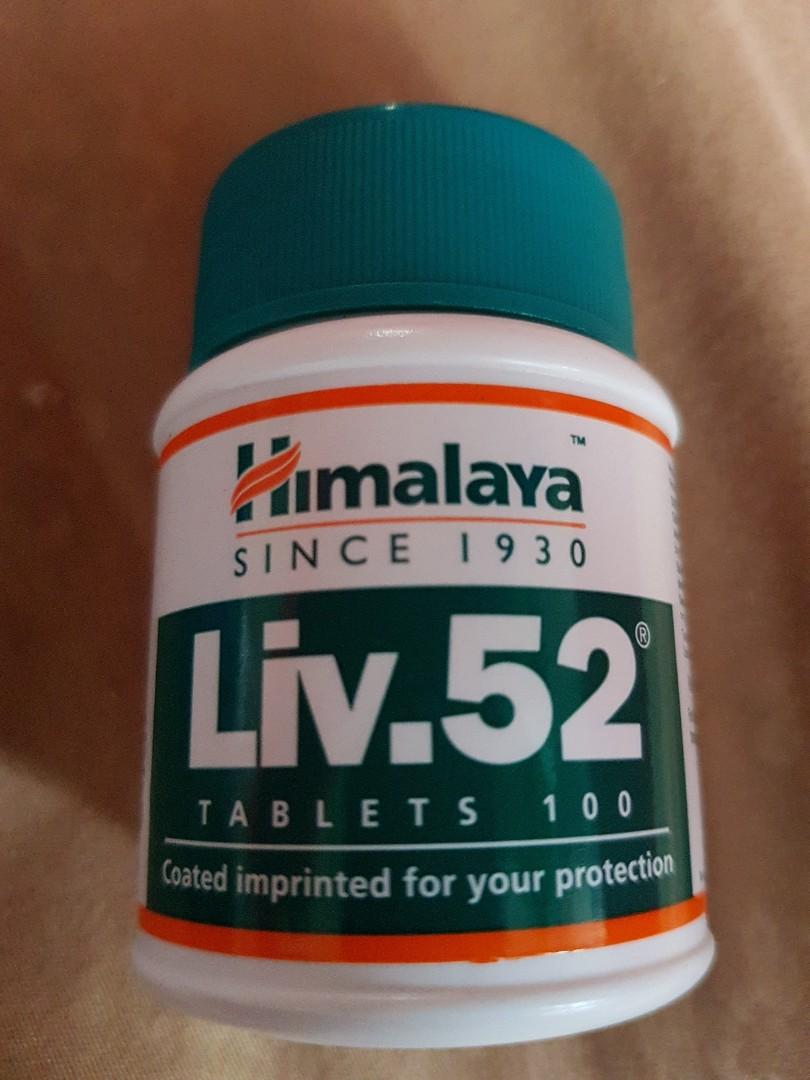 Himalaya™
SINCE 1930
Liv.52®
TABLETS 100
Coated imprinted for your protection